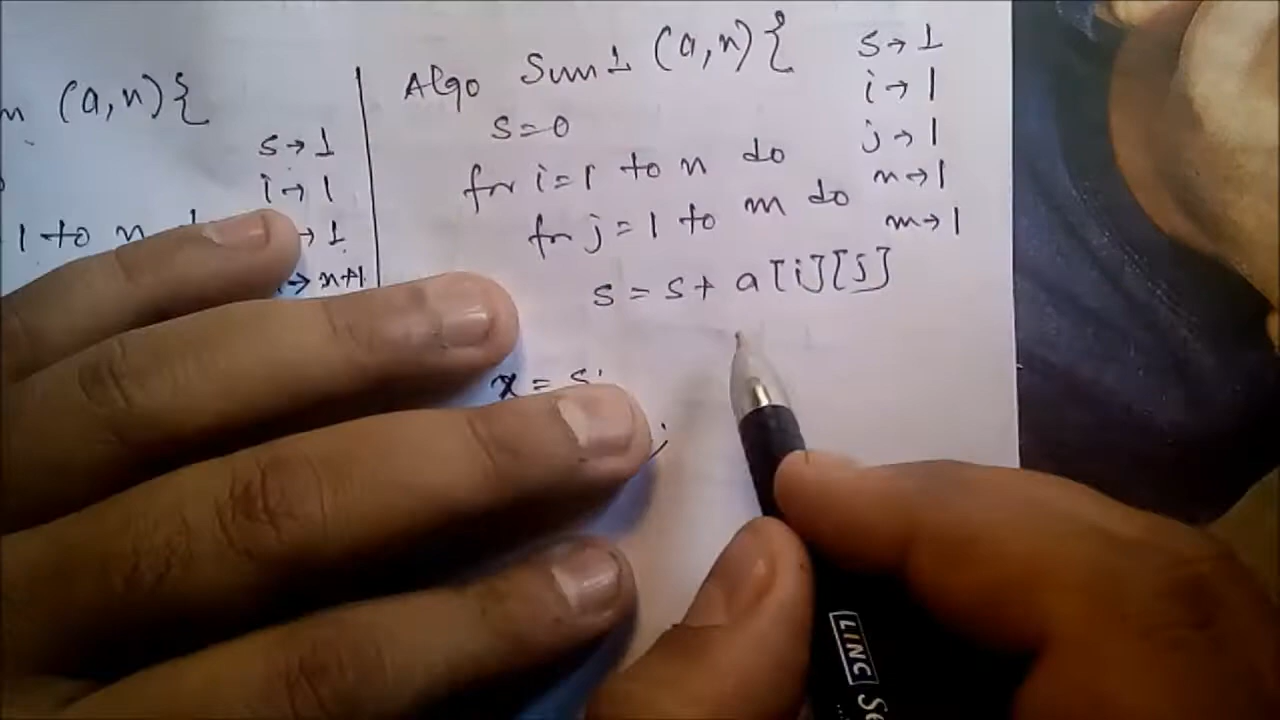 (a,n){
s→1
i→1
1 to n
→1
→n+1
Algo Sum1 (a,n){
s=0
for i=1 to n do
for j=1 to m do
s=s+ a[i][j]
x = s;
s→1
i→1
j→1
n→1
m→1
LINC